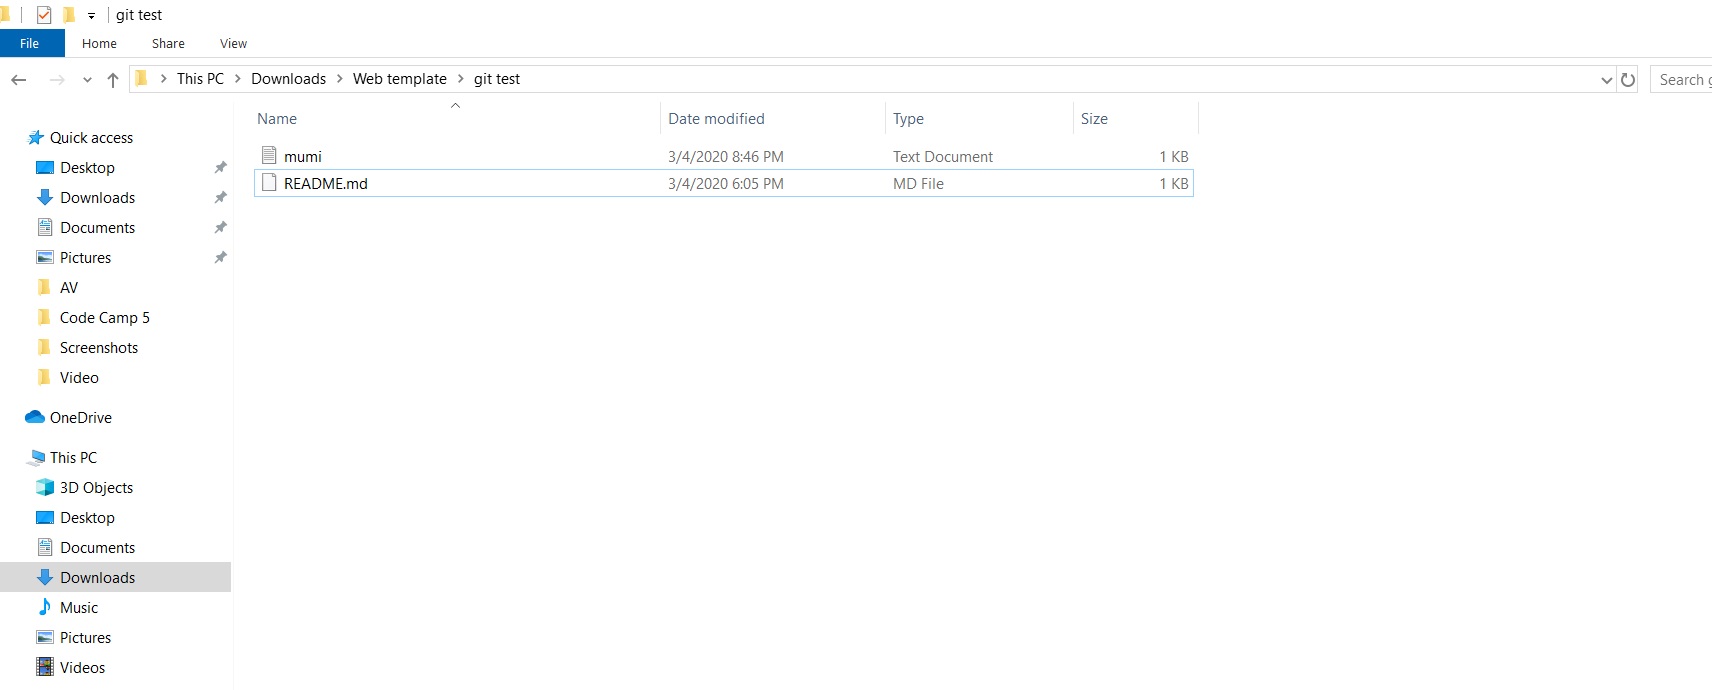 git test
File Home Share View
This PC Downloads Web template git test
Search g
Name Date modified Type Size
mumi 3/4/2020 8:46 PM Text Document 1 KB
README.md 3/4/2020 6:05 PM MD File 1 KB
Quick access
Desktop
Downloads
Documents
Pictures
AV
Code Camp 5
Screenshots
Video
OneDrive
This PC
3D Objects
Desktop
Documents
Downloads
Music
Pictures
Videos